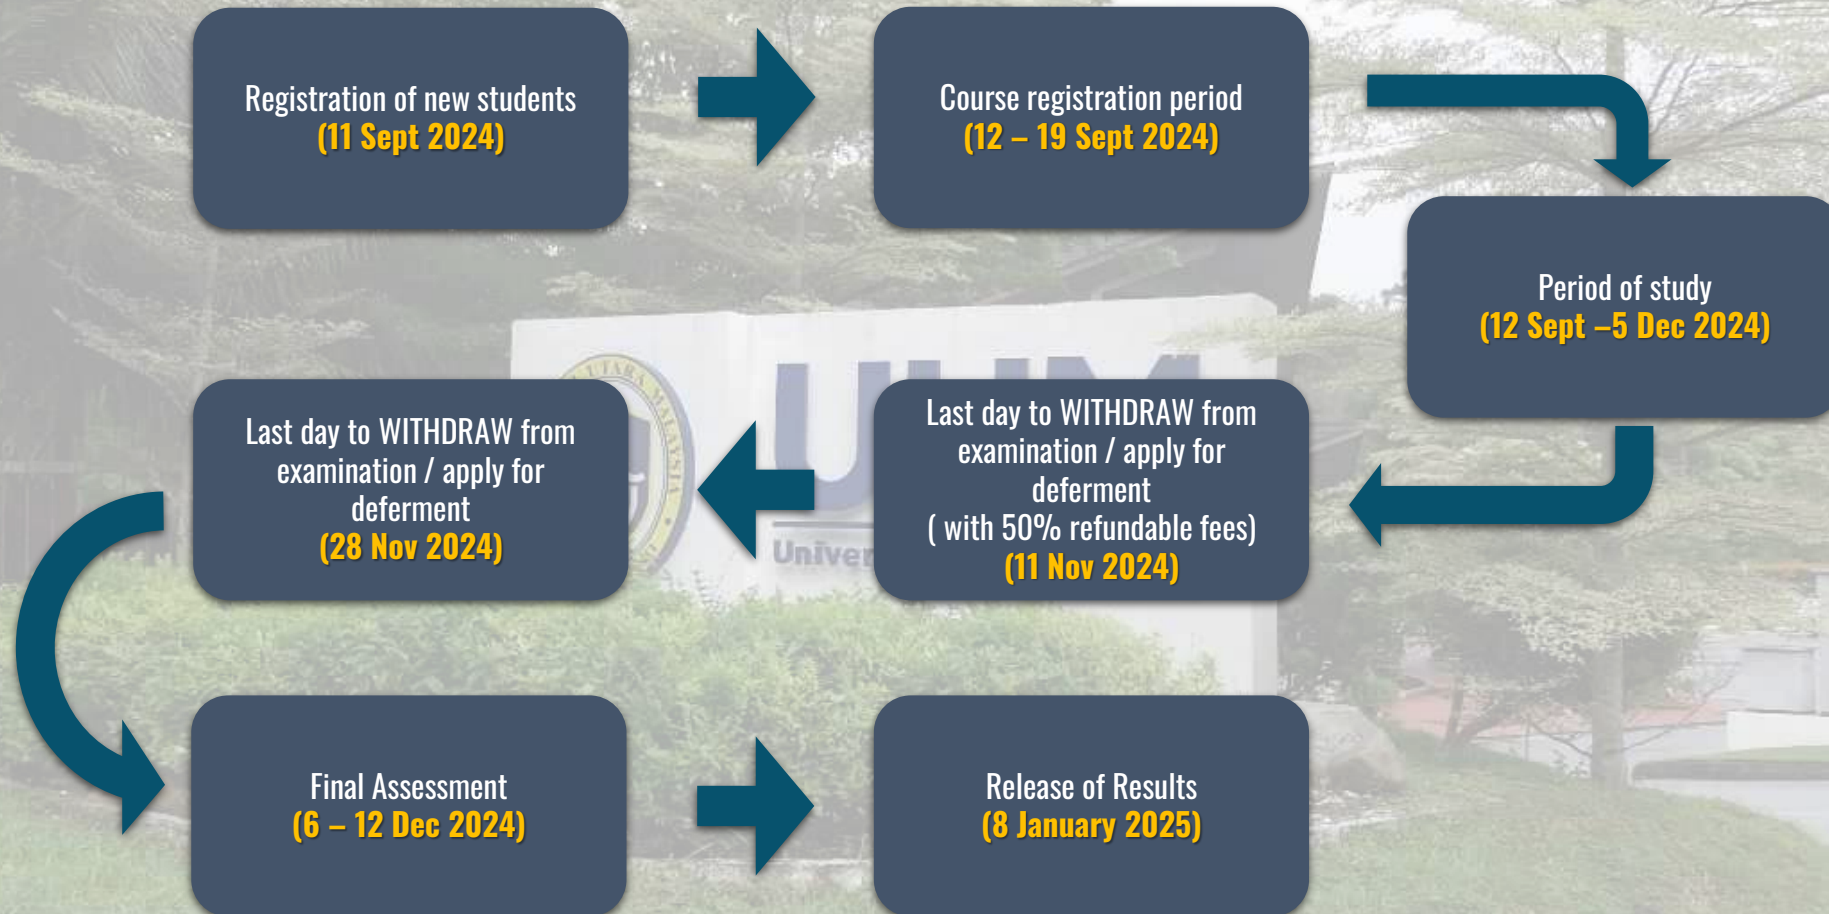 Registration of new students
(11 Sept 2024)
Course registration period
(12 – 19 Sept 2024)
Period of study
(12 Sept –5 Dec 2024)
Last day to WITHDRAW from
examination / apply for
deferment
( with 50% refundable fees)
(11 Nov 2024)
Last day to WITHDRAW from
examination / apply for
deferment
(28 Nov 2024)
Final Assessment
(6 – 12 Dec 2024)
Release of Results
(8 January 2025)
UTARA MALAYSIA
UUM